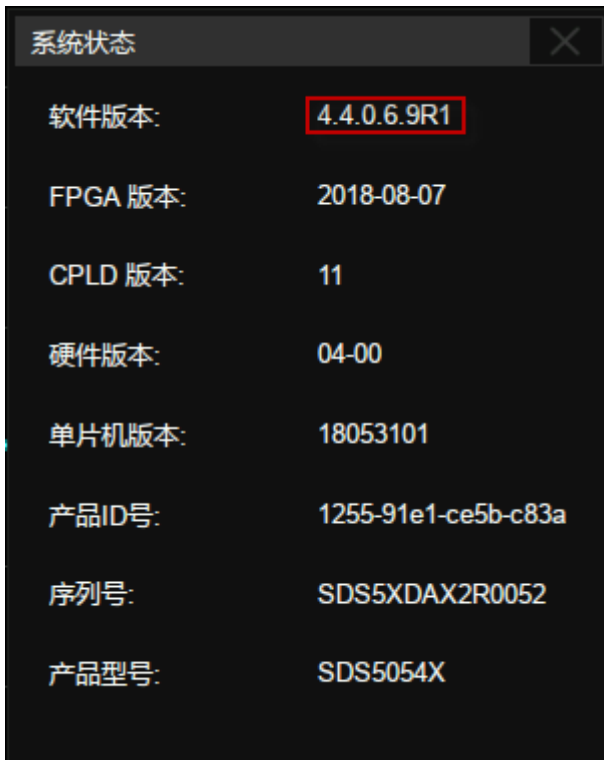 系统状态
软件版本: 4.4.0.6.9R1
FPGA 版本: 2018-08-07
CPLD 版本: 11
硬件版本: 04-00
单片机版本: 18053101
产品ID号: 1255-91e1-ce5b-c83a
序列号: SDS5XDAX2R0052
产品型号: SDS5054X